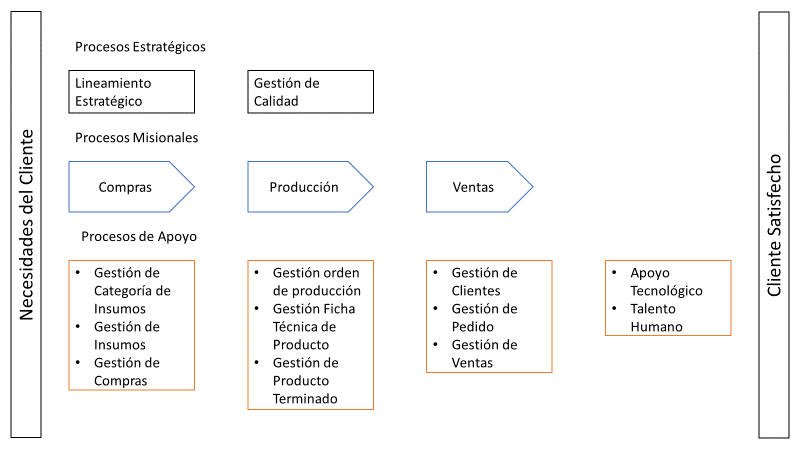 Necesidades del Cliente
Procesos Estratégicos
Lineamiento
Estratégico
Gestión de
Calidad
Procesos Misionales
Compras
Producción
Ventas
Procesos de Apoyo
• Gestión de
Categoría de
Insumos
• Gestión de
Insumos
• Gestión de
Compras
• Gestión orden
de producción
• Gestión Ficha
Técnica de
Producto
• Gestión de
Producto
Terminado
• Gestión de
Clientes
• Gestión de
Pedido
• Gestión de
Ventas
• Apoyo
Tecnológico
• Talento
Humano
Cliente Satisfecho